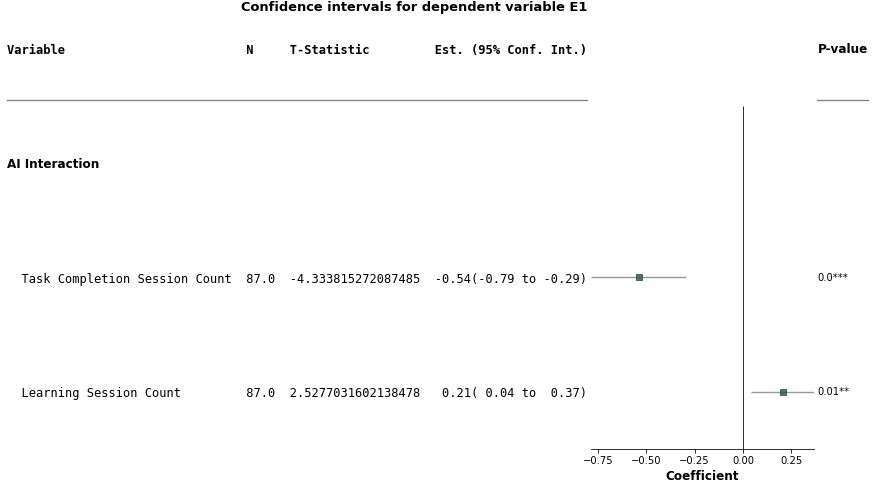 Confidence intervals for dependent variable E1
Variable N T-Statistic Est. (95% Conf. Int.) P-value
AI Interaction
Task Completion Session Count 87.0 -4.333815272087485 -0.54(-0.79 to -0.29) 0.0***
Learning Session Count 87.0 2.5277031602138478 0.21( 0.04 to 0.37) 0.01**
−0.75 −0.50 −0.25 0.00 0.25
Coefficient